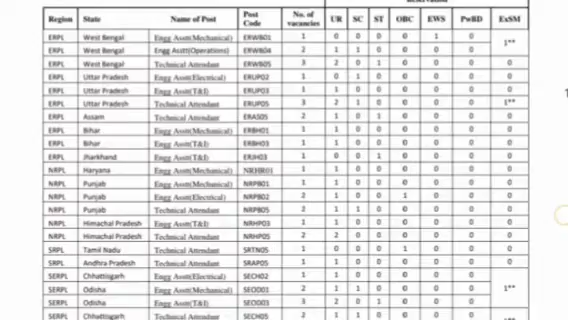 Region State Name of Post Post Code No. of vacancies UR SC ST OBC EWS PwBD ExSM
ERPL West Bengal Engg Asstt(Mechanical) ERWB01 1 0 0 0 0 1 0 1**
ERPL West Bengal Engg Asstt(Operations) ERWB04 2 1 1 0 0 0 0
ERPL West Bengal Technical Attendant ERWB05 3 2 0 1 0 0 0 0
ERPL Uttar Pradesh Engg Asstt(Electrical) ERUP02 1 0 1 0 0 0 0 0
ERPL Uttar Pradesh Engg Asstt(T&I) ERUP03 1 1 0 0 0 0 0 0
ERPL Uttar Pradesh Technical Attendant ERUP05 3 2 1 0 0 0 0 1**
ERPL Assam Technical Attendant ERAS05 2 1 0 1 0 0 0 0
ERPL Bihar Engg Asstt(Mechanical) ERBH01 1 1 0 0 0 0 0 0
ERPL Bihar Engg Asstt(T&I) ERBH03 1 1 0 0 0 0 0 0
ERPL Jharkhand Engg Asstt(T&I) ERJH03 1 0 0 1 0 0 0 0
NRPL Haryana Engg Asstt(Mechanical) NRHR01 1 1 0 0 0 0 0 0
NRPL Punjab Engg Asstt(Mechanical) NRPB01 1 1 0 0 0 0 0 0
NRPL Punjab Engg Asstt(Electrical) NRPB02 2 1 0 0 1 0 0 0
NRPL Punjab Technical Attendant NRPB05 2 1 1 0 0 0 0 0
NRPL Himachal Pradesh Engg Asstt(T&I) NRHP03 1 1 0 0 0 0 0 0
NRPL Himachal Pradesh Technical Attendant NRHP05 2 2 0 0 0 0 0 0
SRPL Tamil Nadu Technical Attendant SRTN05 1 0 0 0 1 0 0 0
SRPL Andhra Pradesh Technical Attendant SRAP05 1 1 0 0 0 0 0 0
SERPL Chhattisgarh Engg Asstt(Electrical) SECH02 1 1 0 0 0 0 0 1**
SERPL Odisha Engg Asstt(Mechanical) SEOD01 2 1 1 0 0 0 0
SERPL Odisha Engg Asstt(T&I) SEOD03 3 2 0 1 0 0 0
SERPL Chhattisgarh Technical Attendant SECH05 2 1 1 0 0 0 0